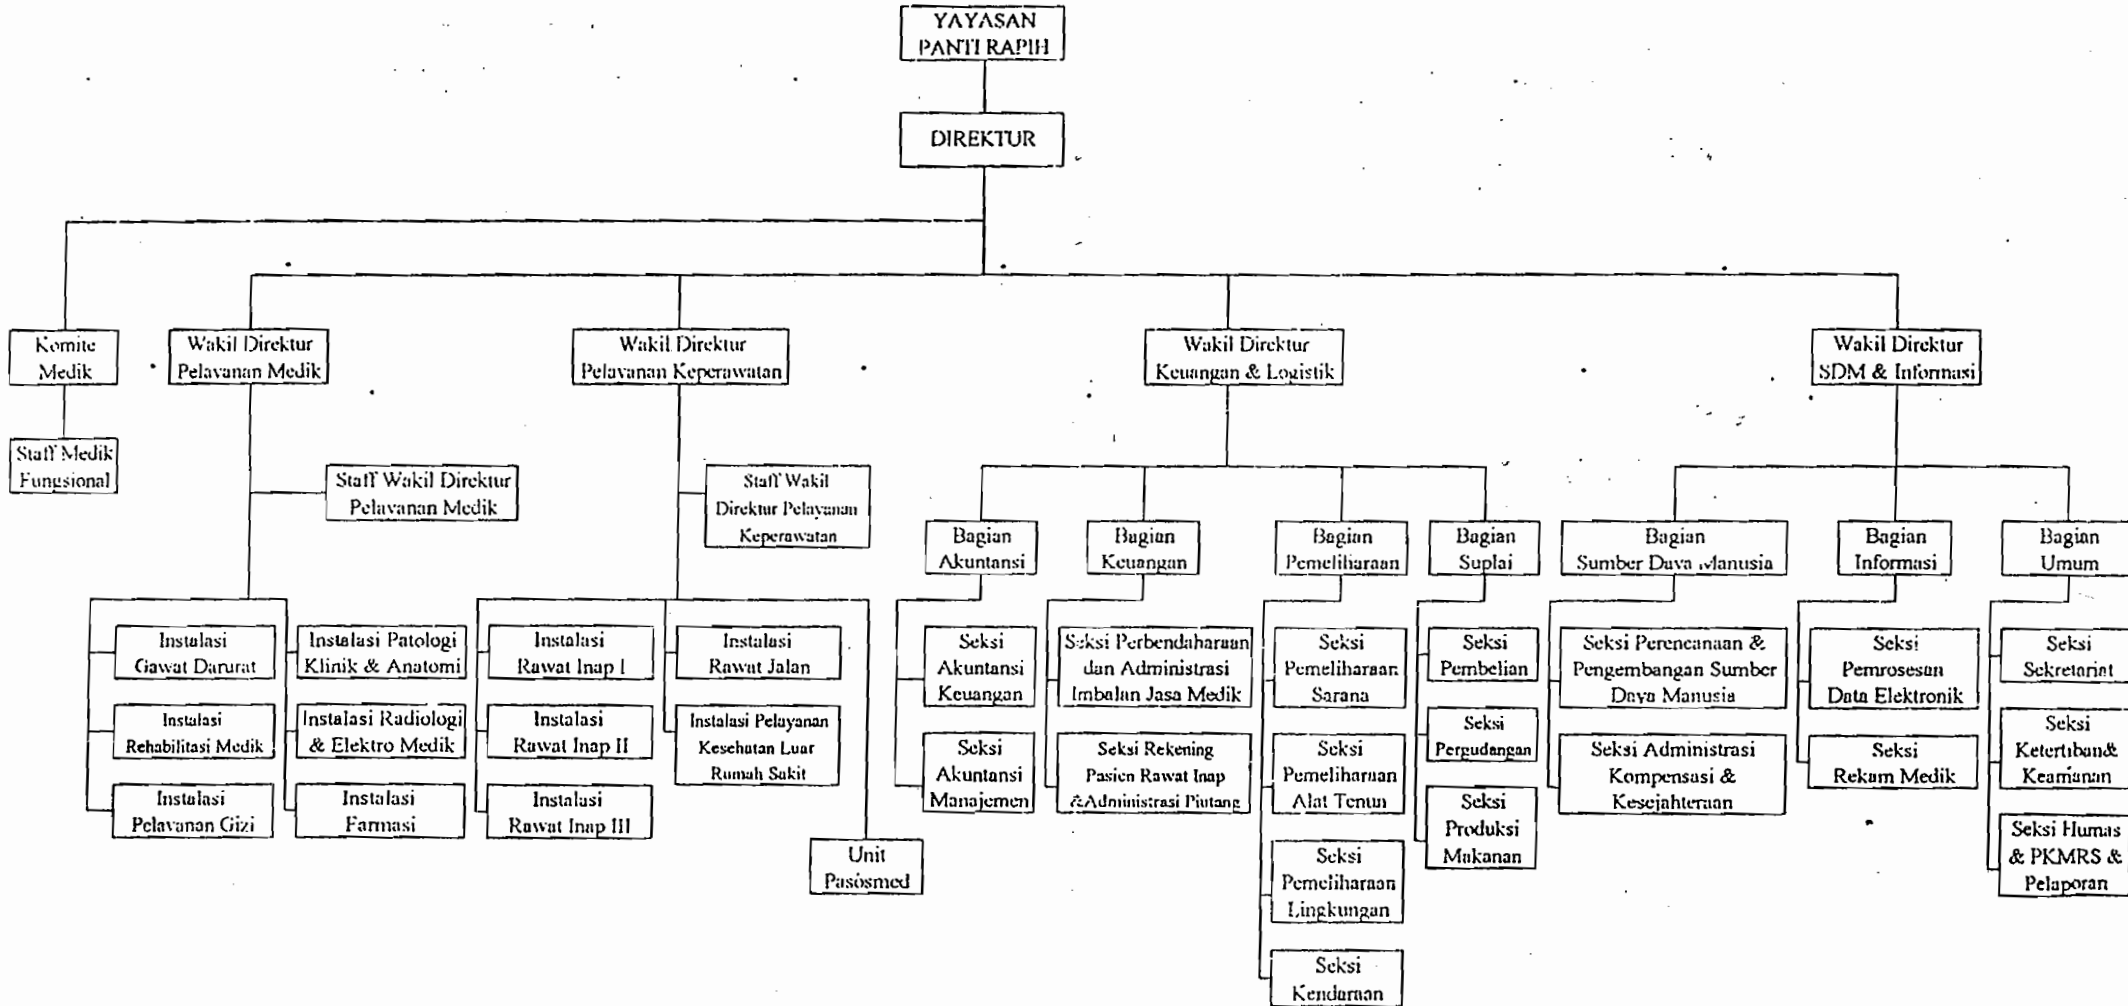 YAYASAN
PANTI RAPIH
DIREKTUR
Komite
Medik
Wakil Direktur
Pelayanan Medik
Wakil Direktur
Pelayanan Keperawatan
Wakil Direktur
Keuangan & Logistik
Wakil Direktur
SDM & Informasi
Staff Medik
Fungsional
Staff Wakil Direktur
Pelayanan Medik
Staff Wakil
Direktur Pelayanan
Keperawatan
Bagian
Akuntansi
Bagian
Keuangan
Bagian
Pemeliharaan
Bagian
Suplai
Bagian
Sumber Daya Manusia
Bagian
Informasi
Bagian
Umum
Instalasi
Gawat Darurat
Instalasi Patologi
Klinik & Anatomi
Instalasi
Rawat Inap I
Instalasi
Rawat Jalan
Seksi
Akuntansi
Keuangan
Seksi Perbendaharaan
dan Administrasi
Imbalan Jasa Medik
Seksi
Pemeliharaan
Sarana
Seksi
Pembelian
Seksi Perencanaan &
Pengembangan Sumber
Daya Manusia
Seksi
Pemrosesan
Data Elektronik
Seksi
Sekretariat
Instalasi
Rehabilitasi Medik
Instalasi Radiologi
& Elektro Medik
Instalasi
Rawat Inap II
Instalasi Pelayanan
Kesehatan Luar
Rumah Sakit
Seksi
Akuntansi
Manajemen
Seksi Rekening
Pasien Rawat Inap
&Administrasi Piutang
Seksi
Pemeliharaan
Alat Tenun
Seksi
Pergudangan
Seksi Administrasi
Kompensasi &
Kesejahteraan
Seksi
Rekam Medik
Seksi
Ketertiban&
Keamanan
Instalasi
Pelayanan Gizi
Instalasi
Farmasi
Instalasi
Rawat Inap III
Unit
Pasosmed
Seksi
Pemeliharaan
Lingkungan
Seksi
Produksi
Makanan
Seksi Humas
& PKMRS &
Pelaporan
Seksi
Kendaraan